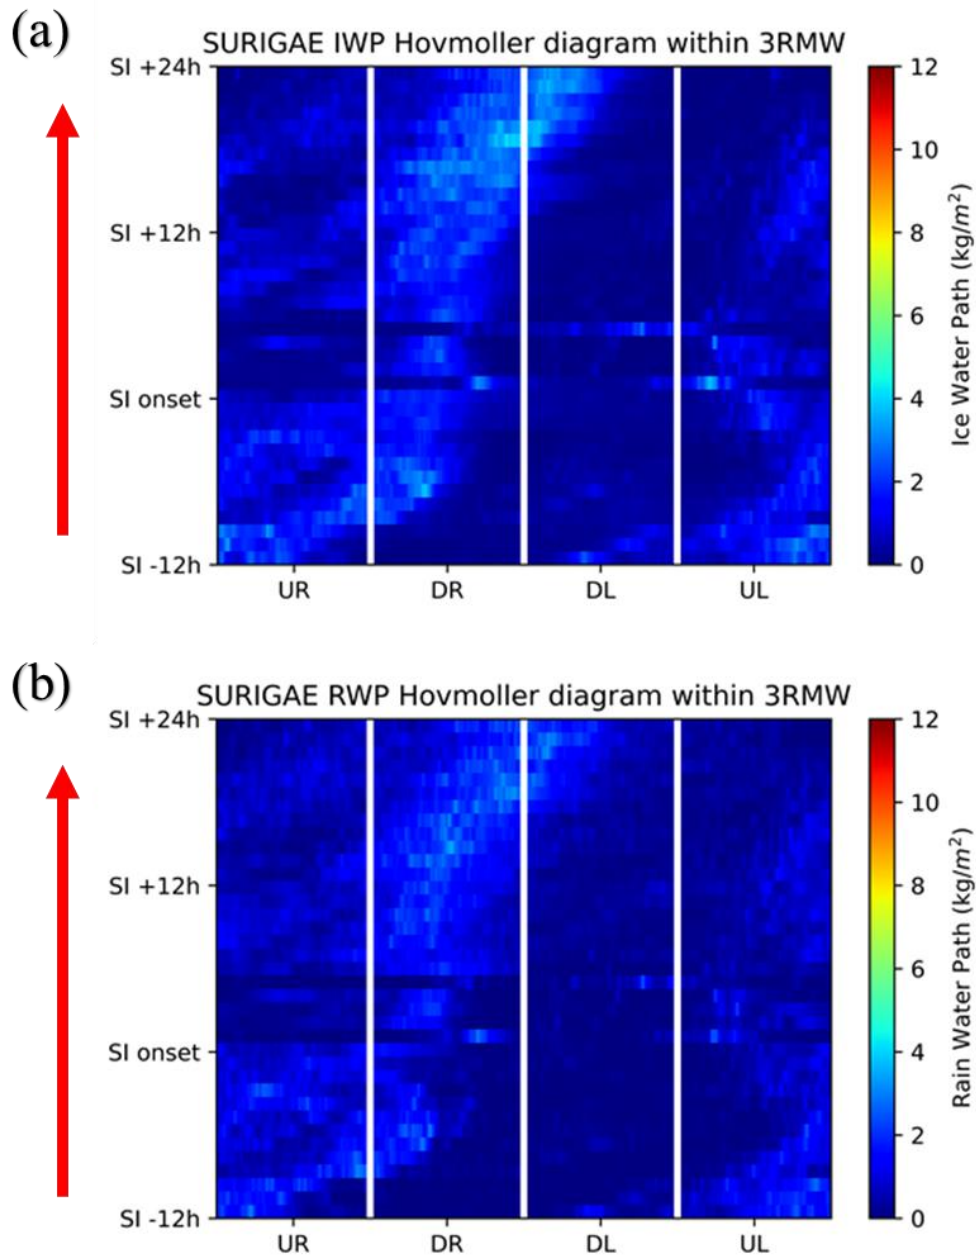 (a)
SURIGAE IWP Hovmoller diagram within 3RMW
SI +24h
SI +12h
SI onset
SI -12h
UR DR DL UL
12
10
8
6
4
2
0
Ice Water Path (kg/m²)
(b)
SURIGAE RWP Hovmoller diagram within 3RMW
SI +24h
SI +12h
SI onset
SI -12h
UR DR DL UL
12
10
8
6
4
2
0
Rain Water Path (kg/m²)